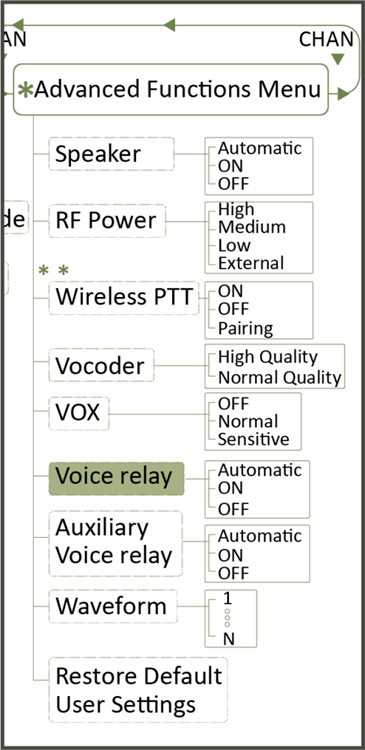 AN
CHAN
*Advanced Functions Menu
Speaker
Automatic
ON
OFF
de
RF Power
High
Medium
Low
External
* *
Wireless PTT
ON
OFF
Pairing
Vocoder
High Quality
Normal Quality
VOX
OFF
Normal
Sensitive
Voice relay
Automatic
ON
OFF
Auxiliary
Voice relay
Automatic
ON
OFF
Waveform
1
N
Restore Default
User Settings